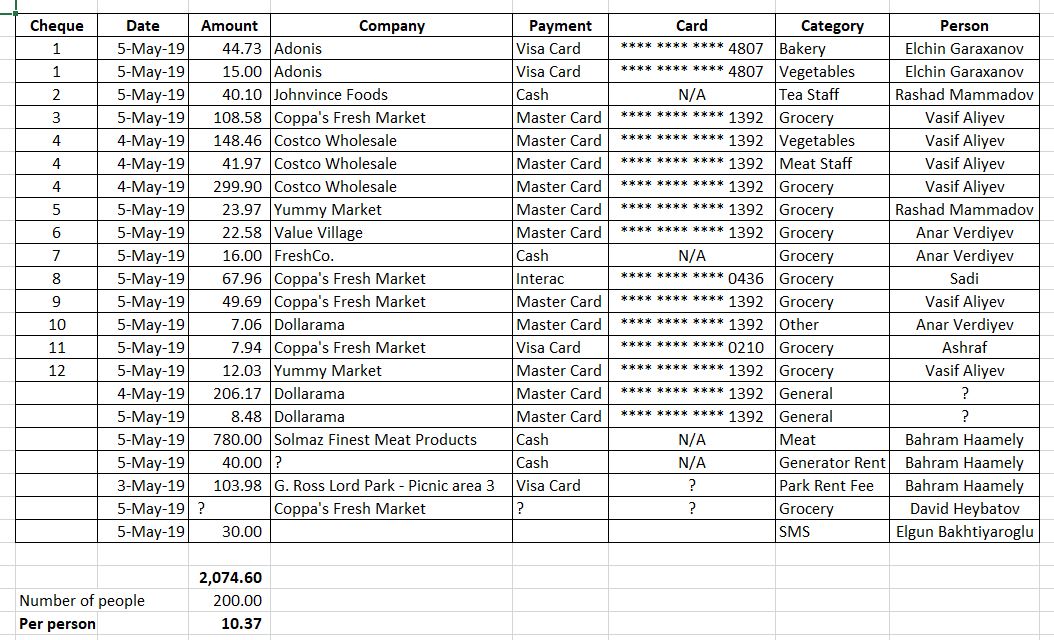 Cheque Date Amount Company Payment Card Category Person
1 5-May-19 44.73 Adonis Visa Card **** **** **** 4807 Bakery Elchin Garaxanov
1 5-May-19 15.00 Adonis Visa Card **** **** **** 4807 Vegetables Elchin Garaxanov
2 5-May-19 40.10 Johnvince Foods Cash N/A Tea Staff Rashad Mammadov
3 5-May-19 108.58 Coppa's Fresh Market Master Card **** **** **** 1392 Grocery Vasif Aliyev
4 4-May-19 148.46 Costco Wholesale Master Card **** **** **** 1392 Vegetables Vasif Aliyev
4 4-May-19 41.97 Costco Wholesale Master Card **** **** **** 1392 Meat Staff Vasif Aliyev
4 4-May-19 299.90 Costco Wholesale Master Card **** **** **** 1392 Grocery Vasif Aliyev
5 5-May-19 23.97 Yummy Market Master Card **** **** **** 1392 Grocery Rashad Mammadov
6 5-May-19 22.58 Value Village Master Card **** **** **** 1392 Grocery Anar Verdiyev
7 5-May-19 16.00 FreshCo. Cash N/A Grocery Anar Verdiyev
8 5-May-19 67.96 Coppa's Fresh Market Interac **** **** **** 0436 Grocery Sadi
9 5-May-19 49.69 Coppa's Fresh Market Master Card **** **** **** 1392 Grocery Vasif Aliyev
10 5-May-19 7.06 Dollarama Master Card **** **** **** 1392 Other Anar Verdiyev
11 5-May-19 7.94 Coppa's Fresh Market Visa Card **** **** **** 0210 Grocery Ashraf
12 5-May-19 12.03 Yummy Market Master Card **** **** **** 1392 Grocery Vasif Aliyev
4-May-19 206.17 Dollarama Master Card **** **** **** 1392 General ?
5-May-19 8.48 Dollarama Master Card **** **** **** 1392 General ?
5-May-19 780.00 Solmaz Finest Meat Products Cash N/A Meat Bahram Haamely
5-May-19 40.00 ? Cash N/A Generator Rent Bahram Haamely
3-May-19 103.98 G. Ross Lord Park - Picnic area 3 Visa Card ? Park Rent Fee Bahram Haamely
5-May-19 ? Coppa's Fresh Market ? ? Grocery David Heybatov
5-May-19 30.00 SMS Elgun Bakhtiyaroglu
2,074.60
Number of people 200.00
Per person 10.37